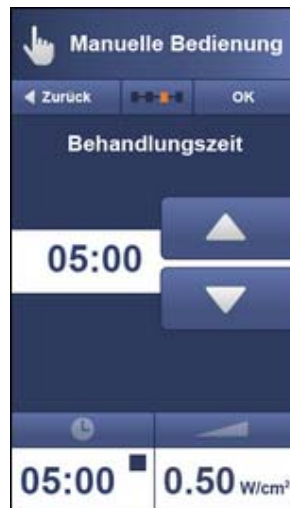 Manuelle Bedienung
Zurück OK
Behandlungszeit
05:00
05:00 0.50 W/cm²